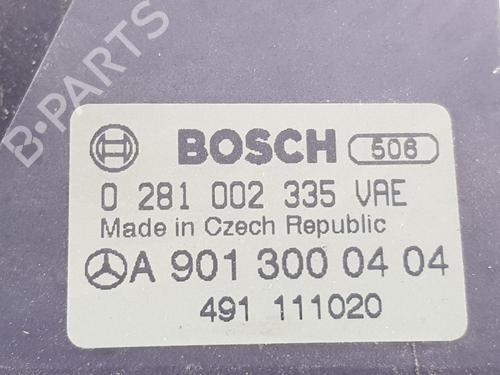 B-PARTS
BOSCH 506
0 281 002 335 VAE
Made in Czech Republic
A 901 300 04 04
491 111020